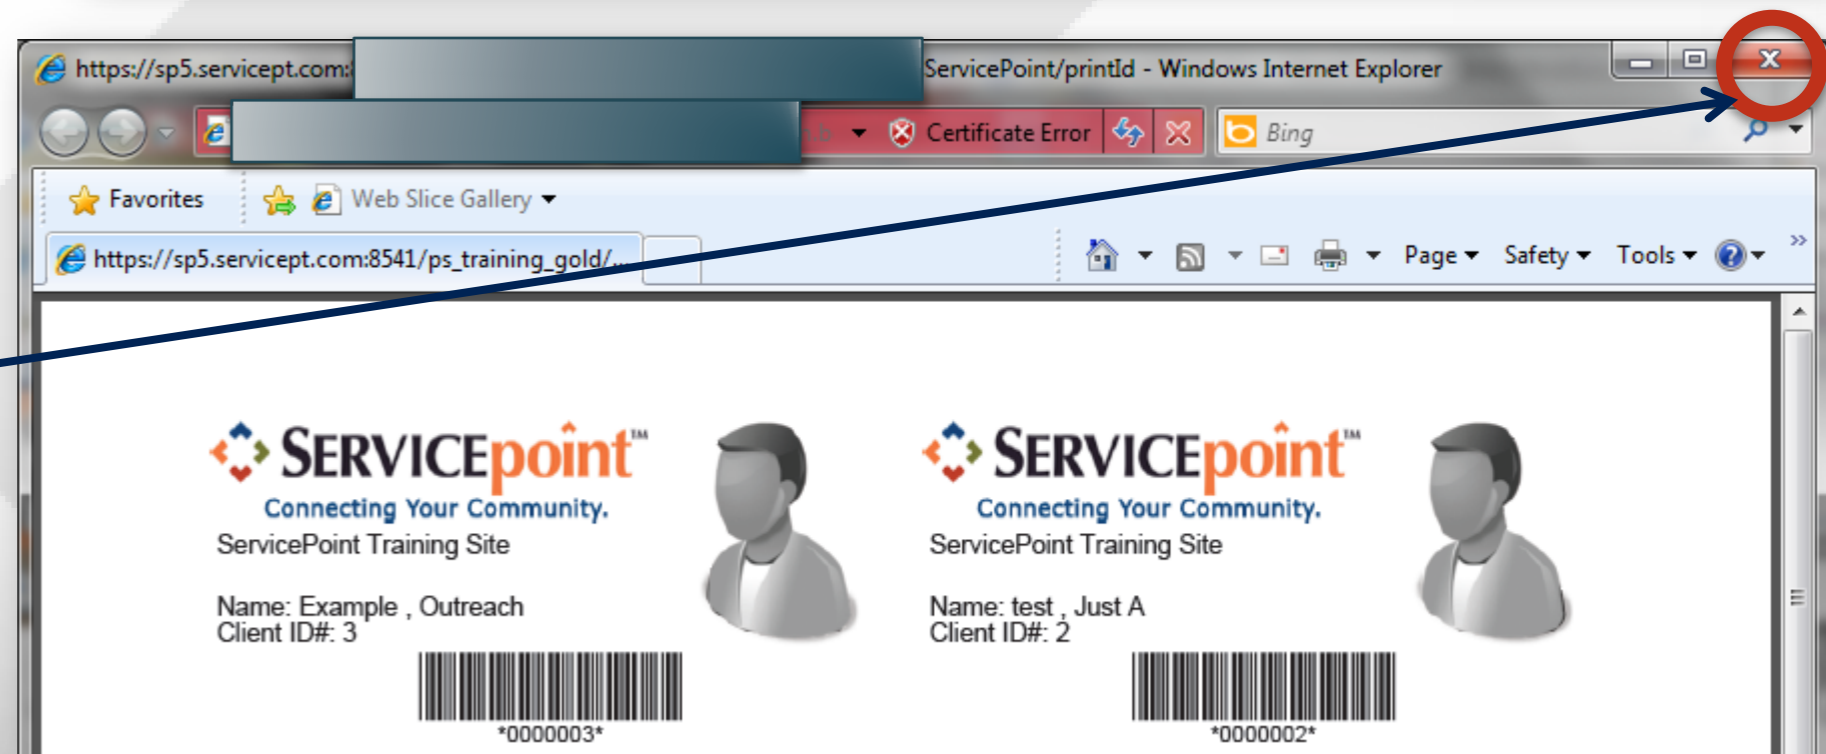 https://sp5.servicept.com: ServicePoint/printId - Windows Internet Explorer
Certificate Error Bing
Favorites Web Slice Gallery
https://sp5.servicept.com:8541/ps_training_gold/... Page Safety Tools »
SERVICEpoint™ SERVICEpoint™
Connecting Your Community. Connecting Your Community.
ServicePoint Training Site ServicePoint Training Site
Name: Example , Outreach Name: test , Just A
Client ID#: 3 Client ID#: 2
*0000003* *0000002*